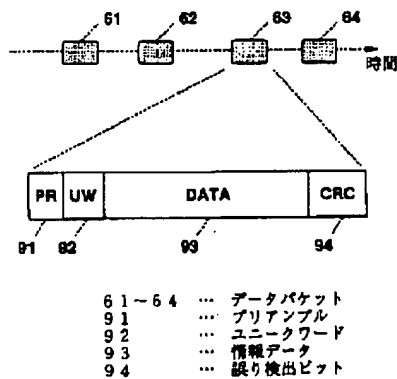 61 62 63 64
時間
PR UW DATA CRC
91 92 93 94
61~64 … データパケット
91 … プリアンブル
92 … ユニークワード
93 … 情報データ
94 … 誤り検出ビット